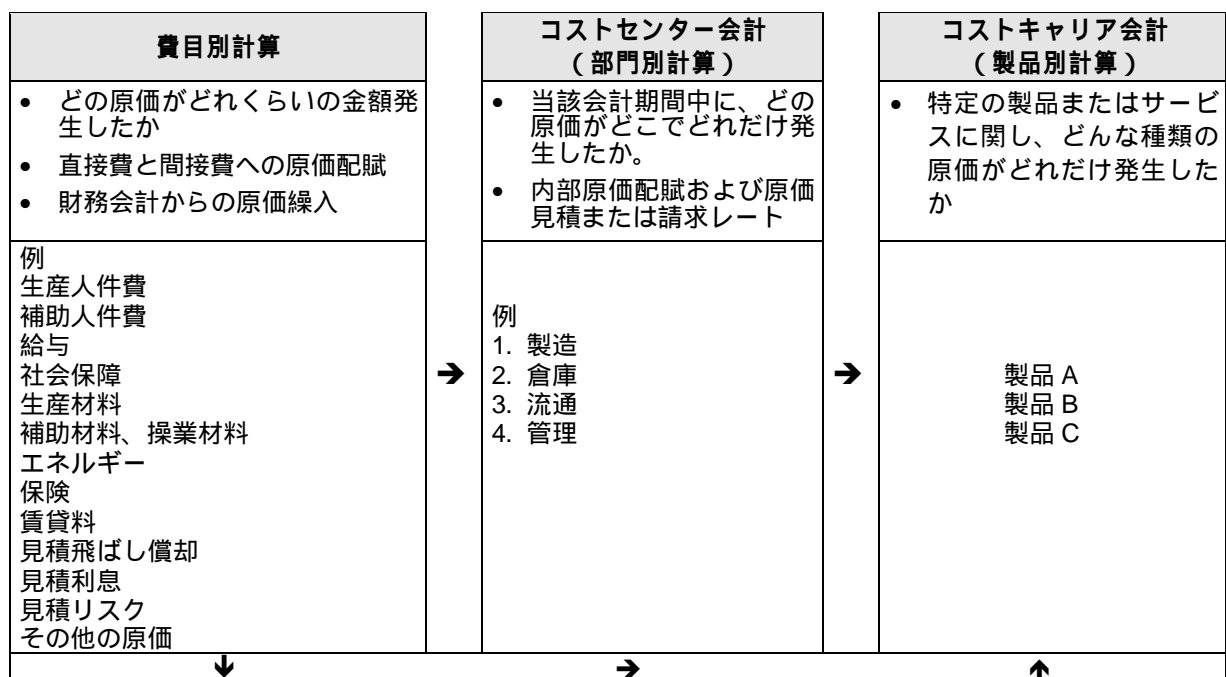 費目別計算
• どの原価がどれくらいの金額発
生したか
• 直接費と間接費への原価配賦
• 財務会計からの原価繰入
例
生産人件費
補助人件費
給与
社会保障
生産材料
補助材料、操業材料
エネルギー
保険
賃貸料
見積飛ばし償却
見積利息
見積リスク
その他の原価
➔
コストセンター会計
（部門別計算）
• 当該会計期間中に、どの
原価がどこでどれだけ発
生したか。
• 内部原価配賦および原価
見積または請求レート
例
1. 製造
2. 倉庫
3. 流通
4. 管理
➔
コストキャリア会計
（製品別計算）
• 特定の製品またはサービ
スに関し、どんな種類の
原価がどれだけ発生した
か
製品 A
製品 B
製品 C